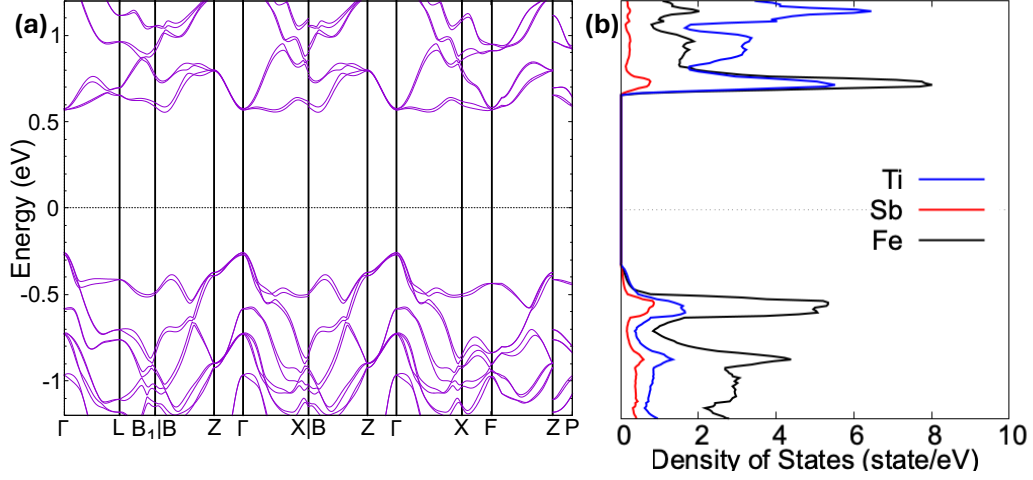 (a)
(b)
Energy (eV)
1
0.5
0
-0.5
-1
Γ L B₁|B Z Γ X|B Z Γ X F Z P
Ti
Sb
Fe
0 2 4 6 8 10
Density of States (state/eV)